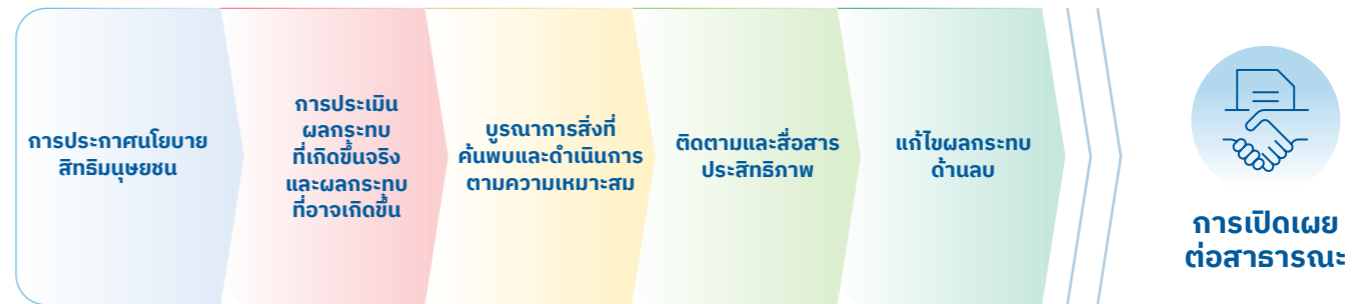 การประกาศนโยบาย
สิทธิมนุษยชน
การประเมิน
ผลกระทบ
ที่เกิดขึ้นจริง
และผลกระทบ
ที่อาจเกิดขึ้น
บูรณาการสิ่งที่
ค้นพบและดำเนินการ
ตามความเหมาะสม
ติดตามและสื่อสาร
ประสิทธิภาพ
แก้ไขผลกระทบ
ด้านลบ
การเปิดเผย
ต่อสาธารณะ